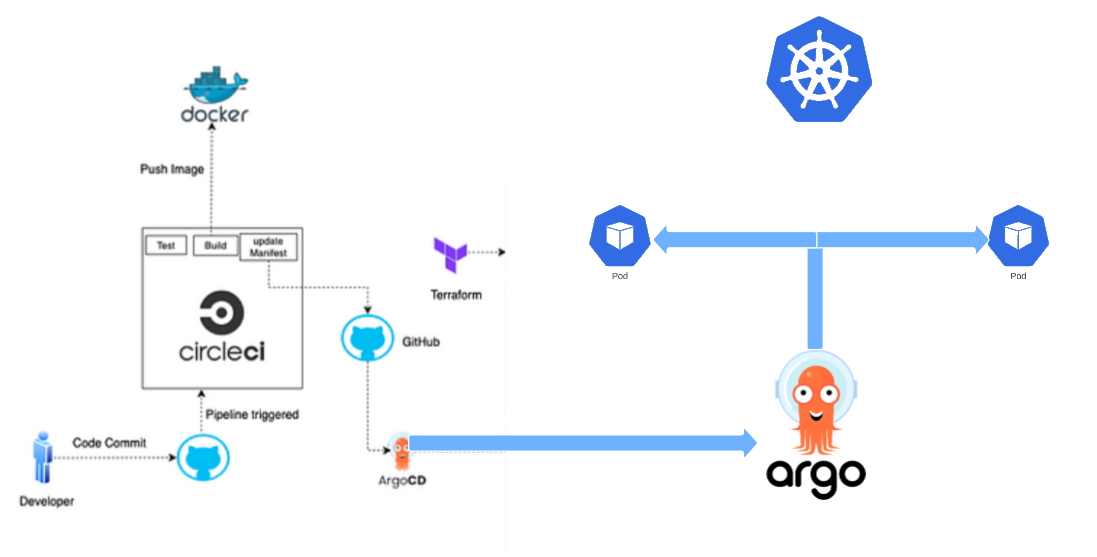 docker
Push Image
Test
Build
update
Manifest
circleci
Terraform
GitHub
Pipeline triggered
Code Commit
Developer
ArgoCD
Pod
Pod
argo